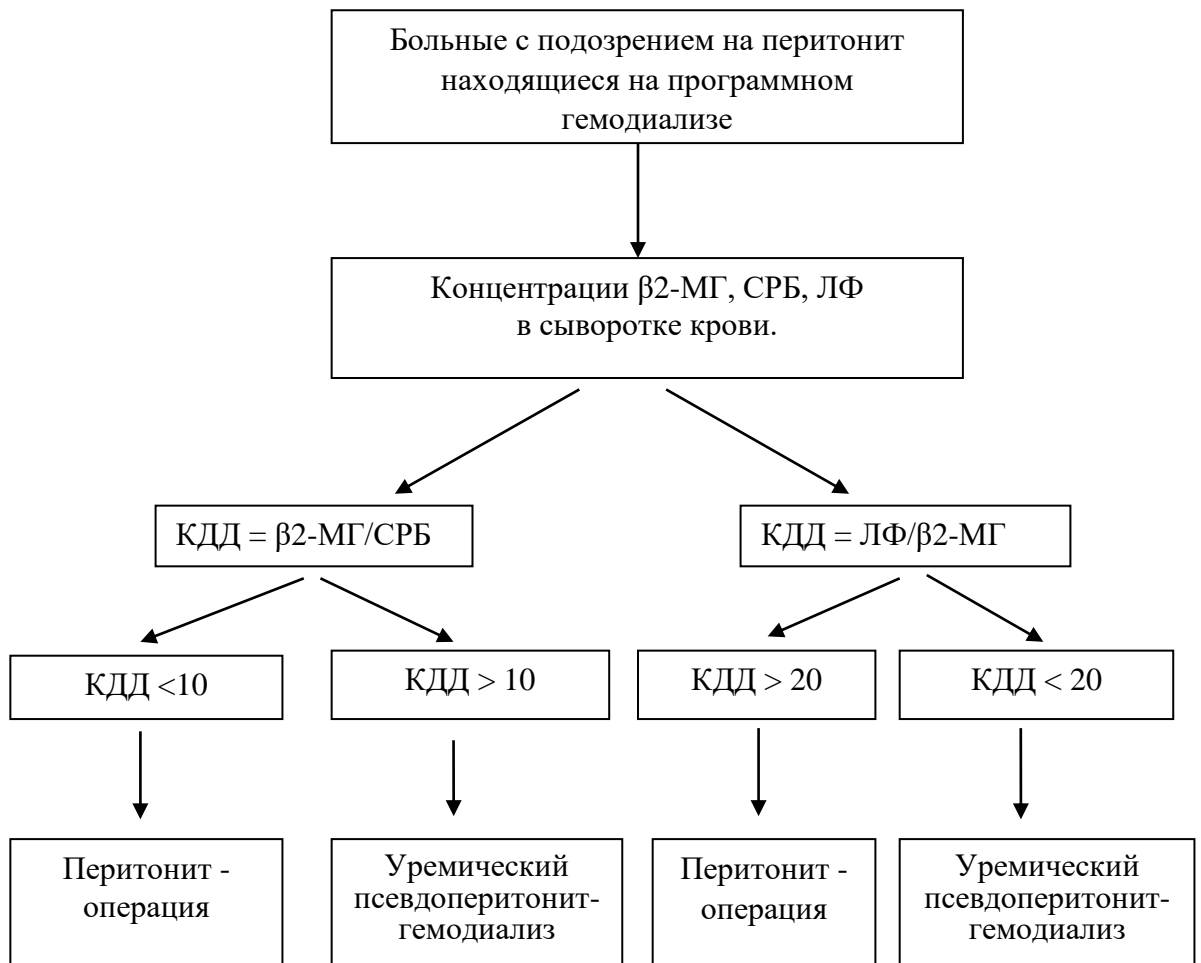 Больные с подозрением на перитонит
находящиеся на программном
гемодиализе
Концентрации β2-МГ, СРБ, ЛФ
в сыворотке крови.
КДД = β2-МГ/СРБ
КДД = ЛФ/β2-МГ
КДД <10
КДД > 10
КДД > 20
КДД < 20
Перитонит -
операция
Уремический
псевдоперитонит-
гемодиализ
Перитонит -
операция
Уремический
псевдоперитонит-
гемодиализ